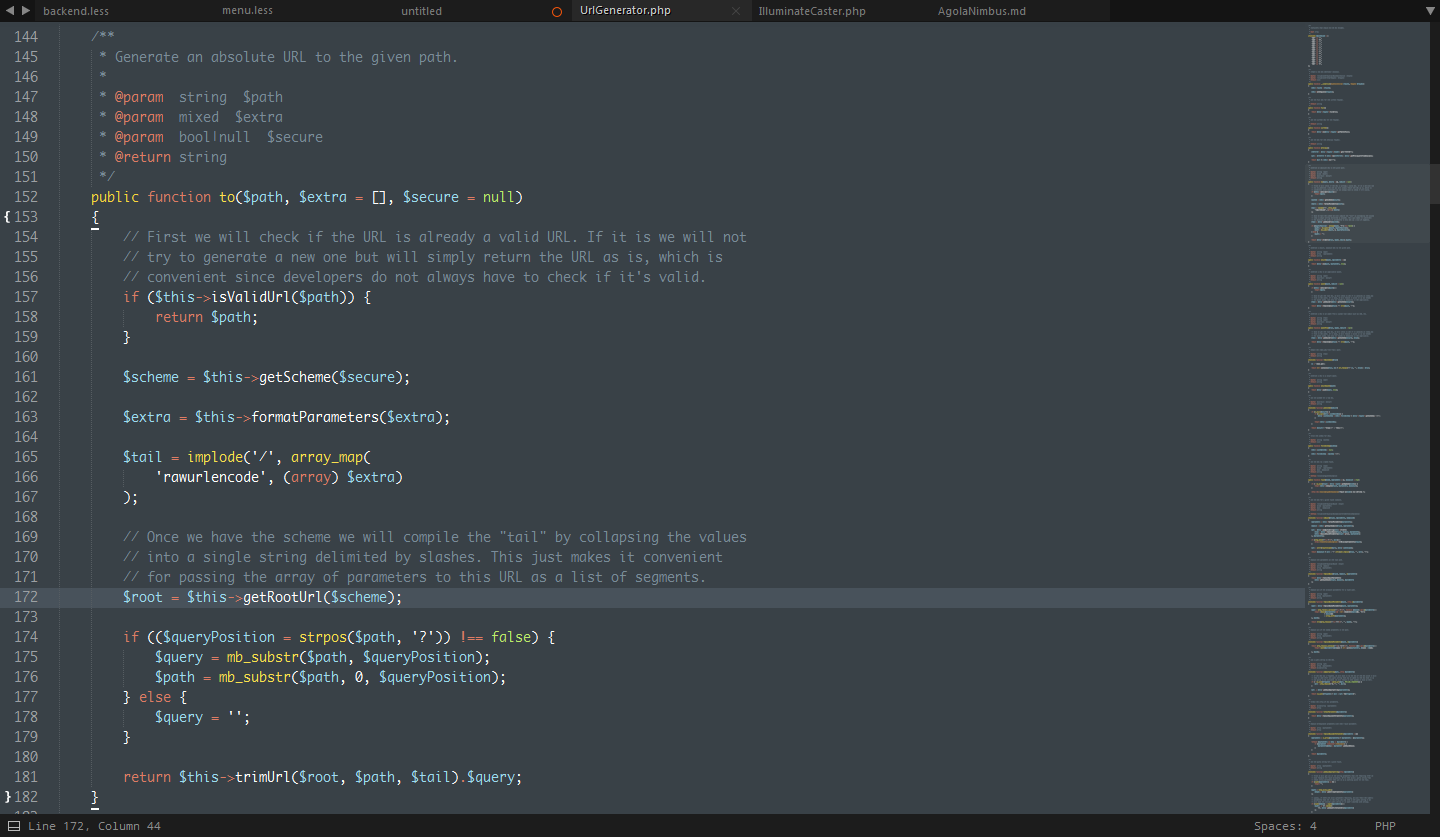 backend.less menu.less untitled UrlGenerator.php IlluminateCaster.php AgolaNimbus.md
144 /**
145 * Generate an absolute URL to the given path.
146 *
147 * @param  string  $path
148 * @param  mixed  $extra
149 * @param  bool|null  $secure
150 * @return string
151 */
152 public function to($path, $extra = [], $secure = null)
153 {
154 // First we will check if the URL is already a valid URL. If it is we will not
155 // try to generate a new one but will simply return the URL as is, which is
156 // convenient since developers do not always have to check if it's valid.
157 if ($this->isValidUrl($path)) {
158 return $path;
159 }
160
161 $scheme = $this->getScheme($secure);
162
163 $extra = $this->formatParameters($extra);
164
165 $tail = implode('/', array_map(
166 'rawurlencode', (array) $extra)
167 );
168
169 // Once we have the scheme we will compile the "tail" by collapsing the values
170 // into a single string delimited by slashes. This just makes it convenient
171 // for passing the array of parameters to this URL as a list of segments.
172 $root = $this->getRootUrl($scheme);
173
174 if (($queryPosition = strpos($path, '?')) !== false) {
175 $query = mb_substr($path, $queryPosition);
176 $path = mb_substr($path, 0, $queryPosition);
177 } else {
178 $query = '';
179 }
180
181 return $this->trimUrl($root, $path, $tail).$query;
182 }
Line 172, Column 44 Spaces: 4 PHP